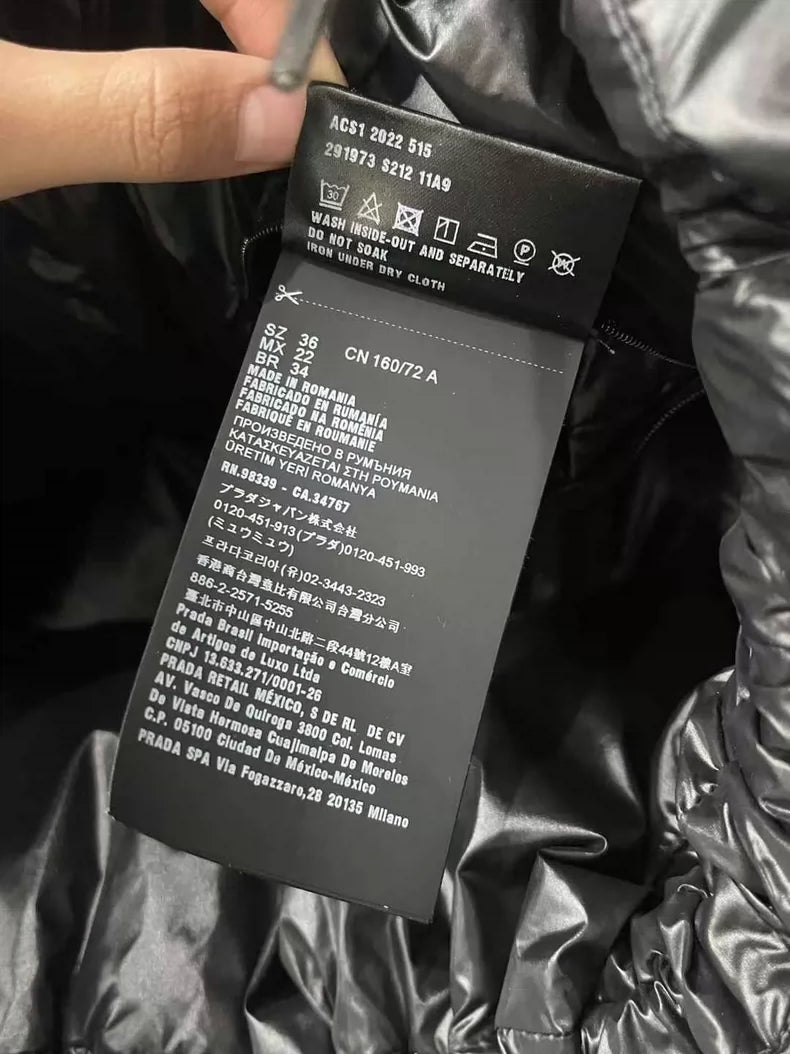 ACS1 2022 515
291973 S212 11A9
30
P
W
WASH INSIDE-OUT AND SEPARATELY
DO NOT SOAK
IRON UNDER DRY CLOTH
SZ 36
MX 22
BR 34
CN 160/72 A
MADE IN ROMANIA
FABRICADO EN RUMANÍA
FABRICADO NA ROMÉNIA
FABRIQUÉ EN ROUMANIE
ПРОИЗВЕДЕНО В РУМЪНИЯ
ΚΑΤΑΣΚΕΥΑΖΕΤΑΙ ΣΤΗ ΡΟΥΜΑΝΙΑ
ÜRETİM YERİ ROMANYA
RN.98339 - CA.34767
プラダジャパン株式会社
0120-451-913(プラダ)0120-451-993
(ミュウミュウ)
프라다코리아(유)02-3443-2323
香港商台灣壹比有限公司台灣分公司
886-2-2571-5255
臺北市中山區中山北路二段44號12樓A室
Prada Brasil Importação e Comércio
de Artigos de Luxo Ltda
CNPJ 13.633.271/0001-26
PRADA RETAIL MÉXICO, S DE RL DE CV
AV. Vasco De Quiroga 3800 Col. Lomas
De Vista Hermosa Cuajimalpa De Morelos
C.P. 05100 Ciudad De México-México
PRADA SPA Via Fogazzaro,28 20135 Milano